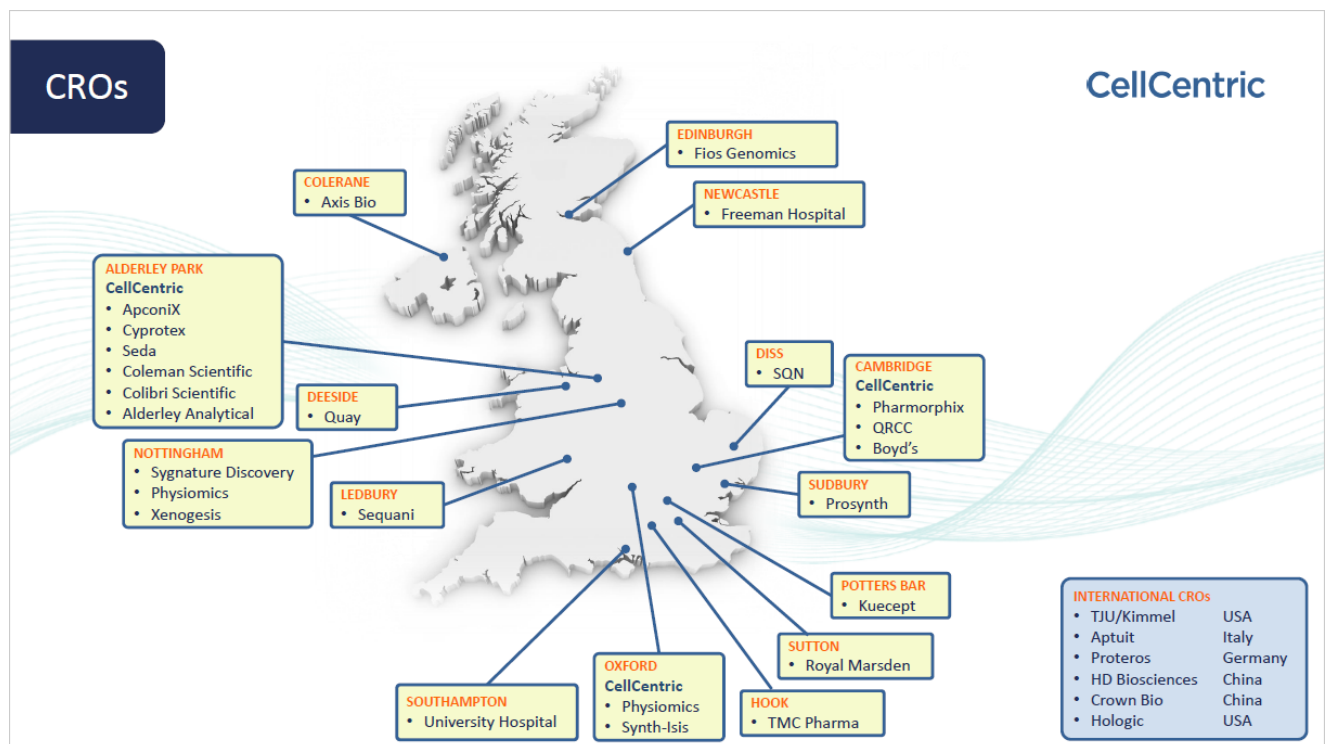 CROs
CellCentric
EDINBURGH
• Fios Genomics
COLERANE
• Axis Bio
NEWCASTLE
• Freeman Hospital
ALDERLEY PARK
CellCentric
• ApconiX
• Cyprotex
• Seda
• Coleman Scientific
• Colibri Scientific
• Alderley Analytical
DISS
• SQN
CAMBRIDGE
CellCentric
• Pharmorphix
• QRCC
• Boyd's
DEESIDE
• Quay
NOTTINGHAM
• Sygnature Discovery
• Physiomics
• Xenogesis
LEDBURY
• Sequani
SUDBURY
• Prosynth
POTTERS BAR
• Kuecept
SUTTON
• Royal Marsden
HOOK
• TMC Pharma
OXFORD
CellCentric
• Physiomics
• Synth-Isis
SOUTHAMPTON
• University Hospital
INTERNATIONAL CROs
• TJU/Kimmel USA
• Aptuit Italy
• Proteros Germany
• HD Biosciences China
• Crown Bio China
• Hologic USA